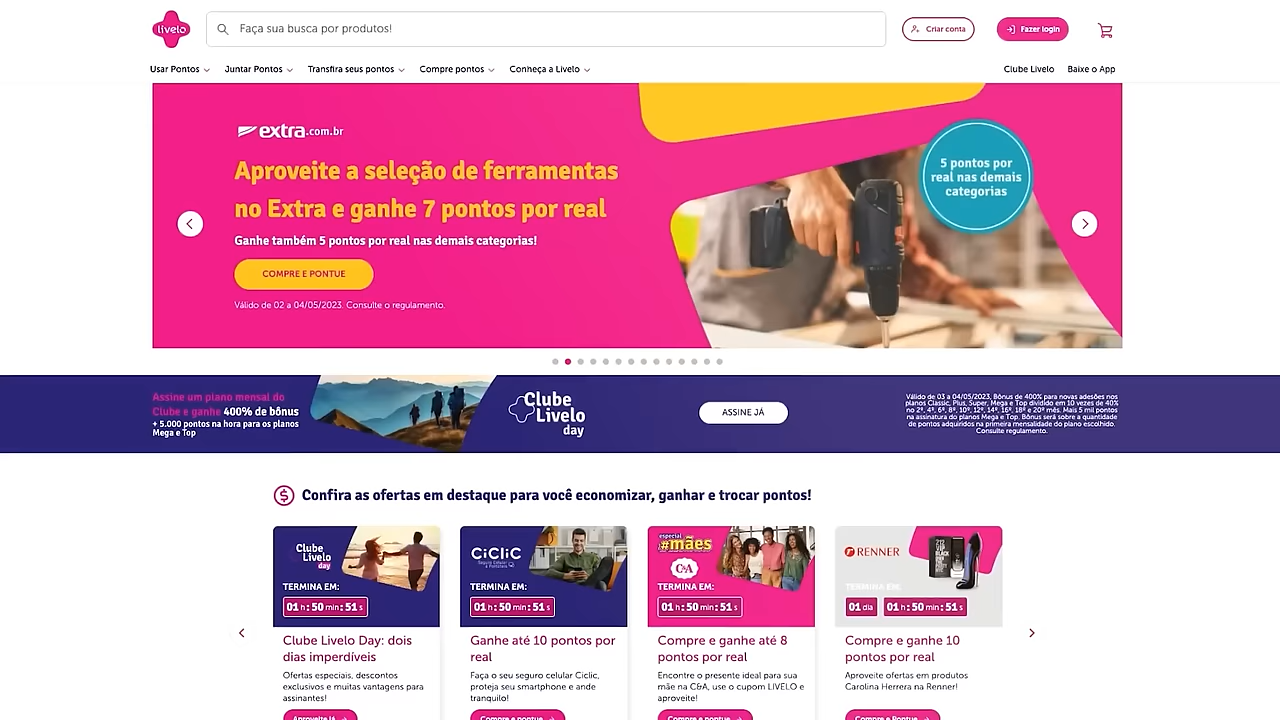 livelo
Faça sua busca por produtos!
Criar conta
Fazer login
Usar Pontos
Juntar Pontos
Transfira seus pontos
Compre pontos
Conheça a Livelo
Clube Livelo
Baixe o App
extra.com.br
Aproveite a seleção de ferramentas
no Extra e ganhe 7 pontos por real
Ganhe também 5 pontos por real nas demais categorias!
COMPRE E PONTUE
Válido de 02 a 04/05/2023. Consulte o regulamento.
5 pontos por
real nas demais
categorias
Assine um plano mensal do
Clube e ganhe 400% de bônus
+ 5.000 pontos na hora para os planos
Mega e Top
Clube
Livelo
day
ASSINE JÁ
Válido de 03 a 04/05/2023, Bônus de 400% para novas adesões nos
planos Classic, Plus, Super, Mega e Top dividido em 10 vezes de 40%
no 2º, 4º, 6º, 8º, 10º, 12º, 14º, 16º, 18º e 20º mês. Mais 5 mil pontos
na assinatura do planos Mega e Top. Bônus será sobre a quantidade
de pontos adquiridos na primeira mensalidade do plano escolhido.
Consulte regulamento.
Confira as ofertas em destaque para você economizar, ganhar e trocar pontos!
Clube
Livelo
day
TERMINA EM:
01 h : 50 min : 51 s
Clube Livelo Day: dois
dias imperdíveis
Ofertas especiais, descontos
exclusivos e muitas vantagens para
assinantes!
Aproveite já
CiCLiC
TERMINA EM:
01 h : 50 min : 51 s
Ganhe até 10 pontos por
real
Faça o seu seguro celular Ciclic,
proteja seu smartphone e ande
tranquilo!
Compre e pontue
especial
#mães
C&A
TERMINA EM:
01 h : 50 min : 51 s
Compre e ganhe até 8
pontos por real
Encontre o presente ideal para sua
mãe na C&A, use o cupom LIVELO e
aproveite!
Compre e pontue
RENNER
TERMINA EM:
01 dia 01 h : 50 min : 51 s
Compre e ganhe 10
pontos por real
Aproveite ofertas em produtos
Carolina Herrera na Renner!
Compre e Pontue